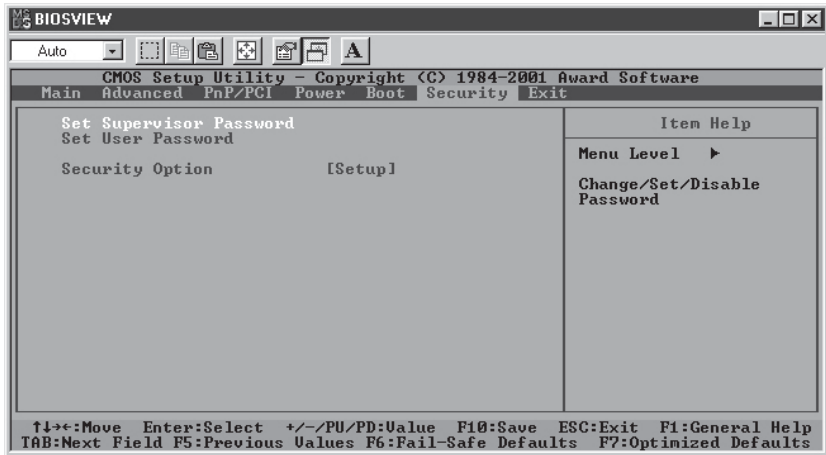 BIOSVIEW
Auto
A
CMOS Setup Utility - Copyright (C) 1984-2001 Award Software
Main Advanced PnP/PCI Power Boot Security Exit
Set Supervisor Password
Set User Password
Security Option [Setup]
Item Help
Menu Level ►
Change/Set/Disable
Password
↑↓→←:Move Enter:Select +/-/PU/PD:Value F10:Save ESC:Exit F1:General Help
TAB:Next Field F5:Previous Values F6:Fail-Safe Defaults F7:Optimized Defaults